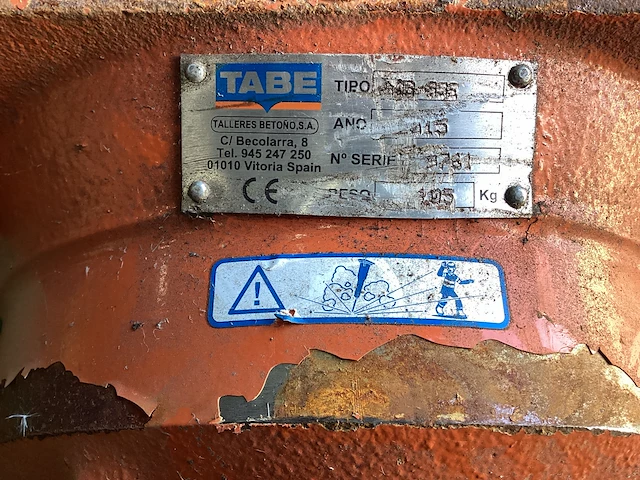 TABE
TALLERES BETOÑO,S.A.
C/ Becolarra, 8
Tel. 945 247 250
01010 Vitoria Spain
CE
TIPO
AÑO
Nº SERIE
PESO 105 Kg